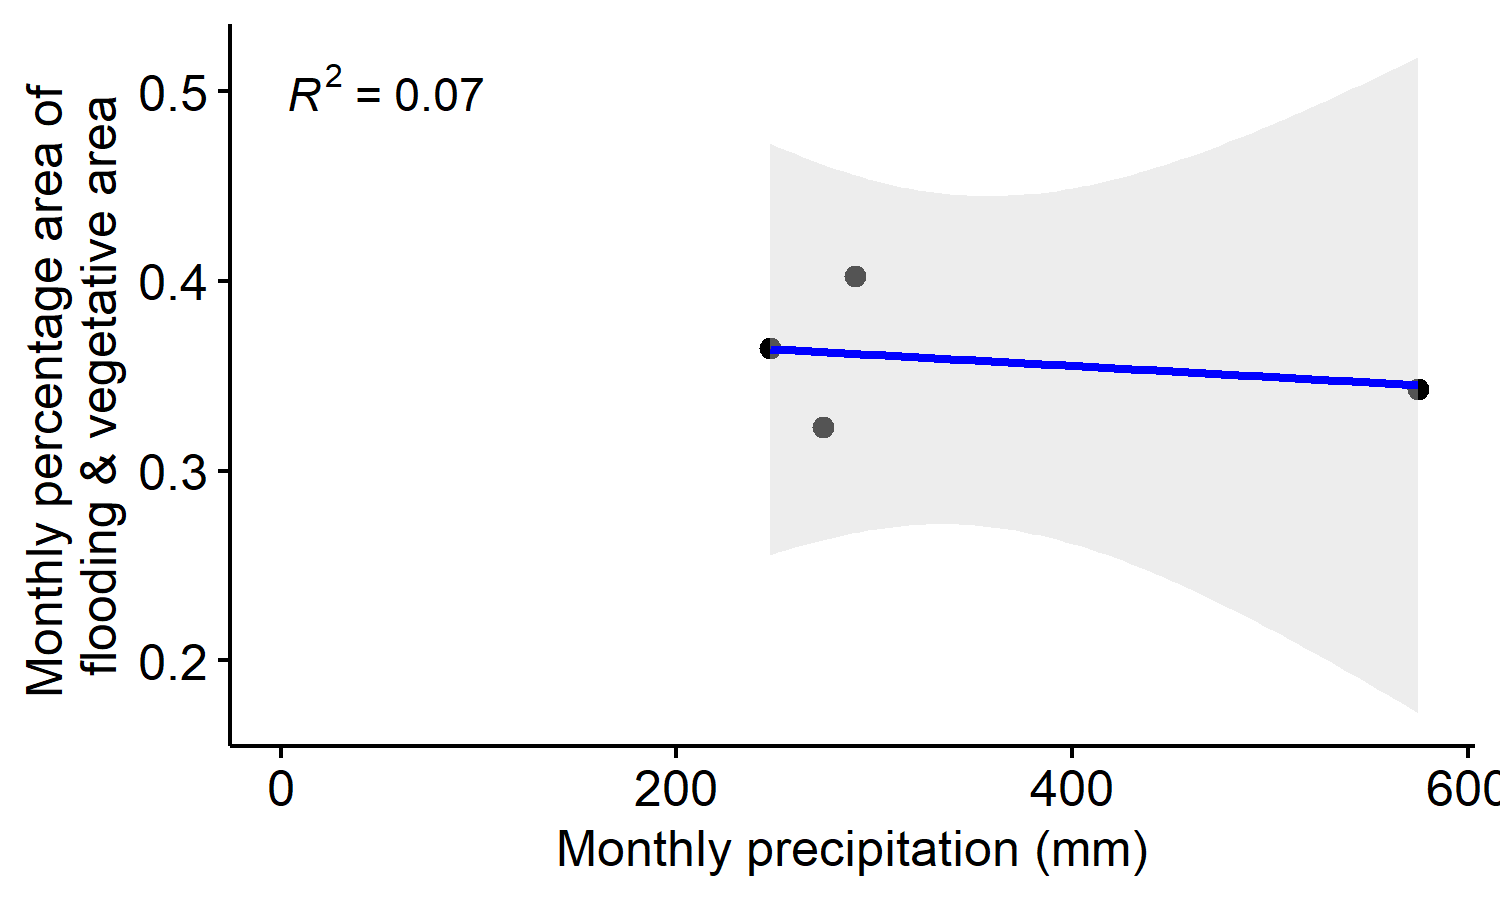 Monthly percentage area of
flooding & vegetative area
0.5
0.4
0.3
0.2
R² = 0.07
0 200 400 600
Monthly precipitation (mm)